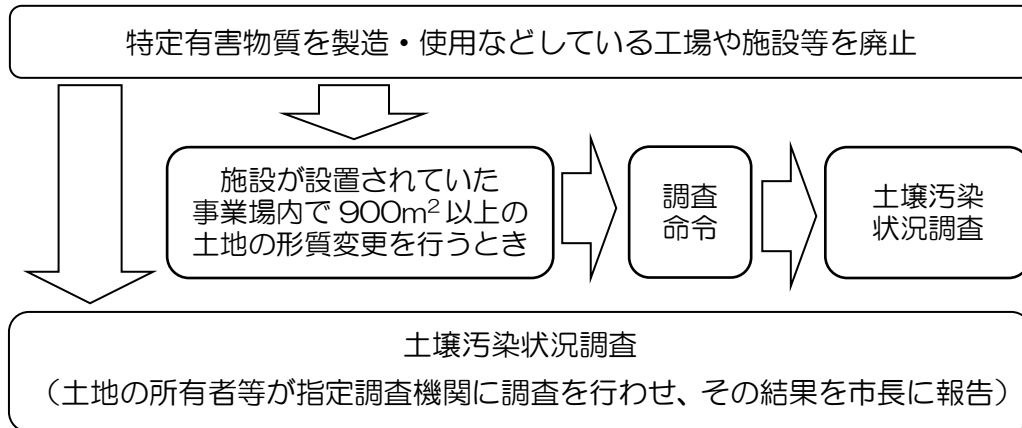 特定有害物質を製造・使用などしている工場や施設等を廃止
施設が設置されていた
事業場内で 900m² 以上の
土地の形質変更を行うとき
調査
命令
土壌汚染
状況調査
土壌汚染状況調査
（土地の所有者等が指定調査機関に調査を行わせ、その結果を市長に報告）